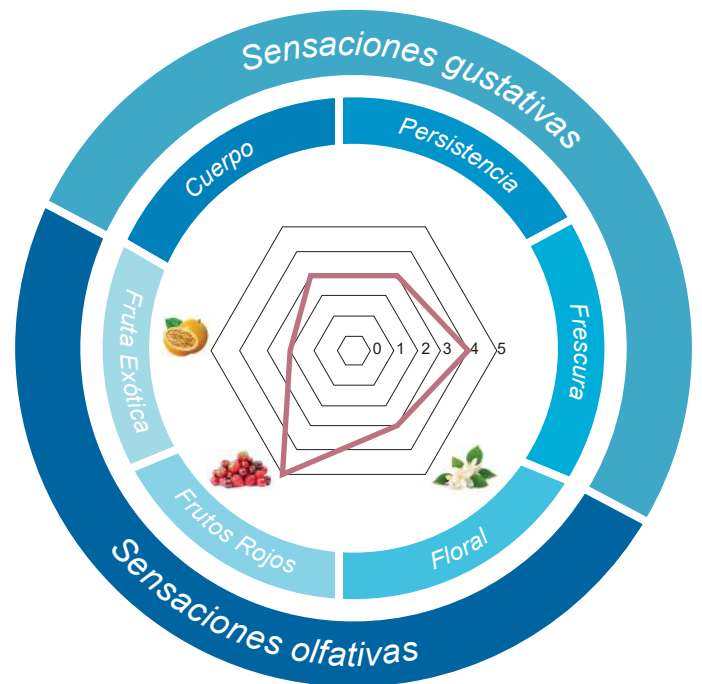 Sensaciones gustativas
Cuerpo
Persistencia
Fruta Exótica
Frescura
0 1 2 3 4 5
Frutos Rojos
Floral
Sensaciones olfativas